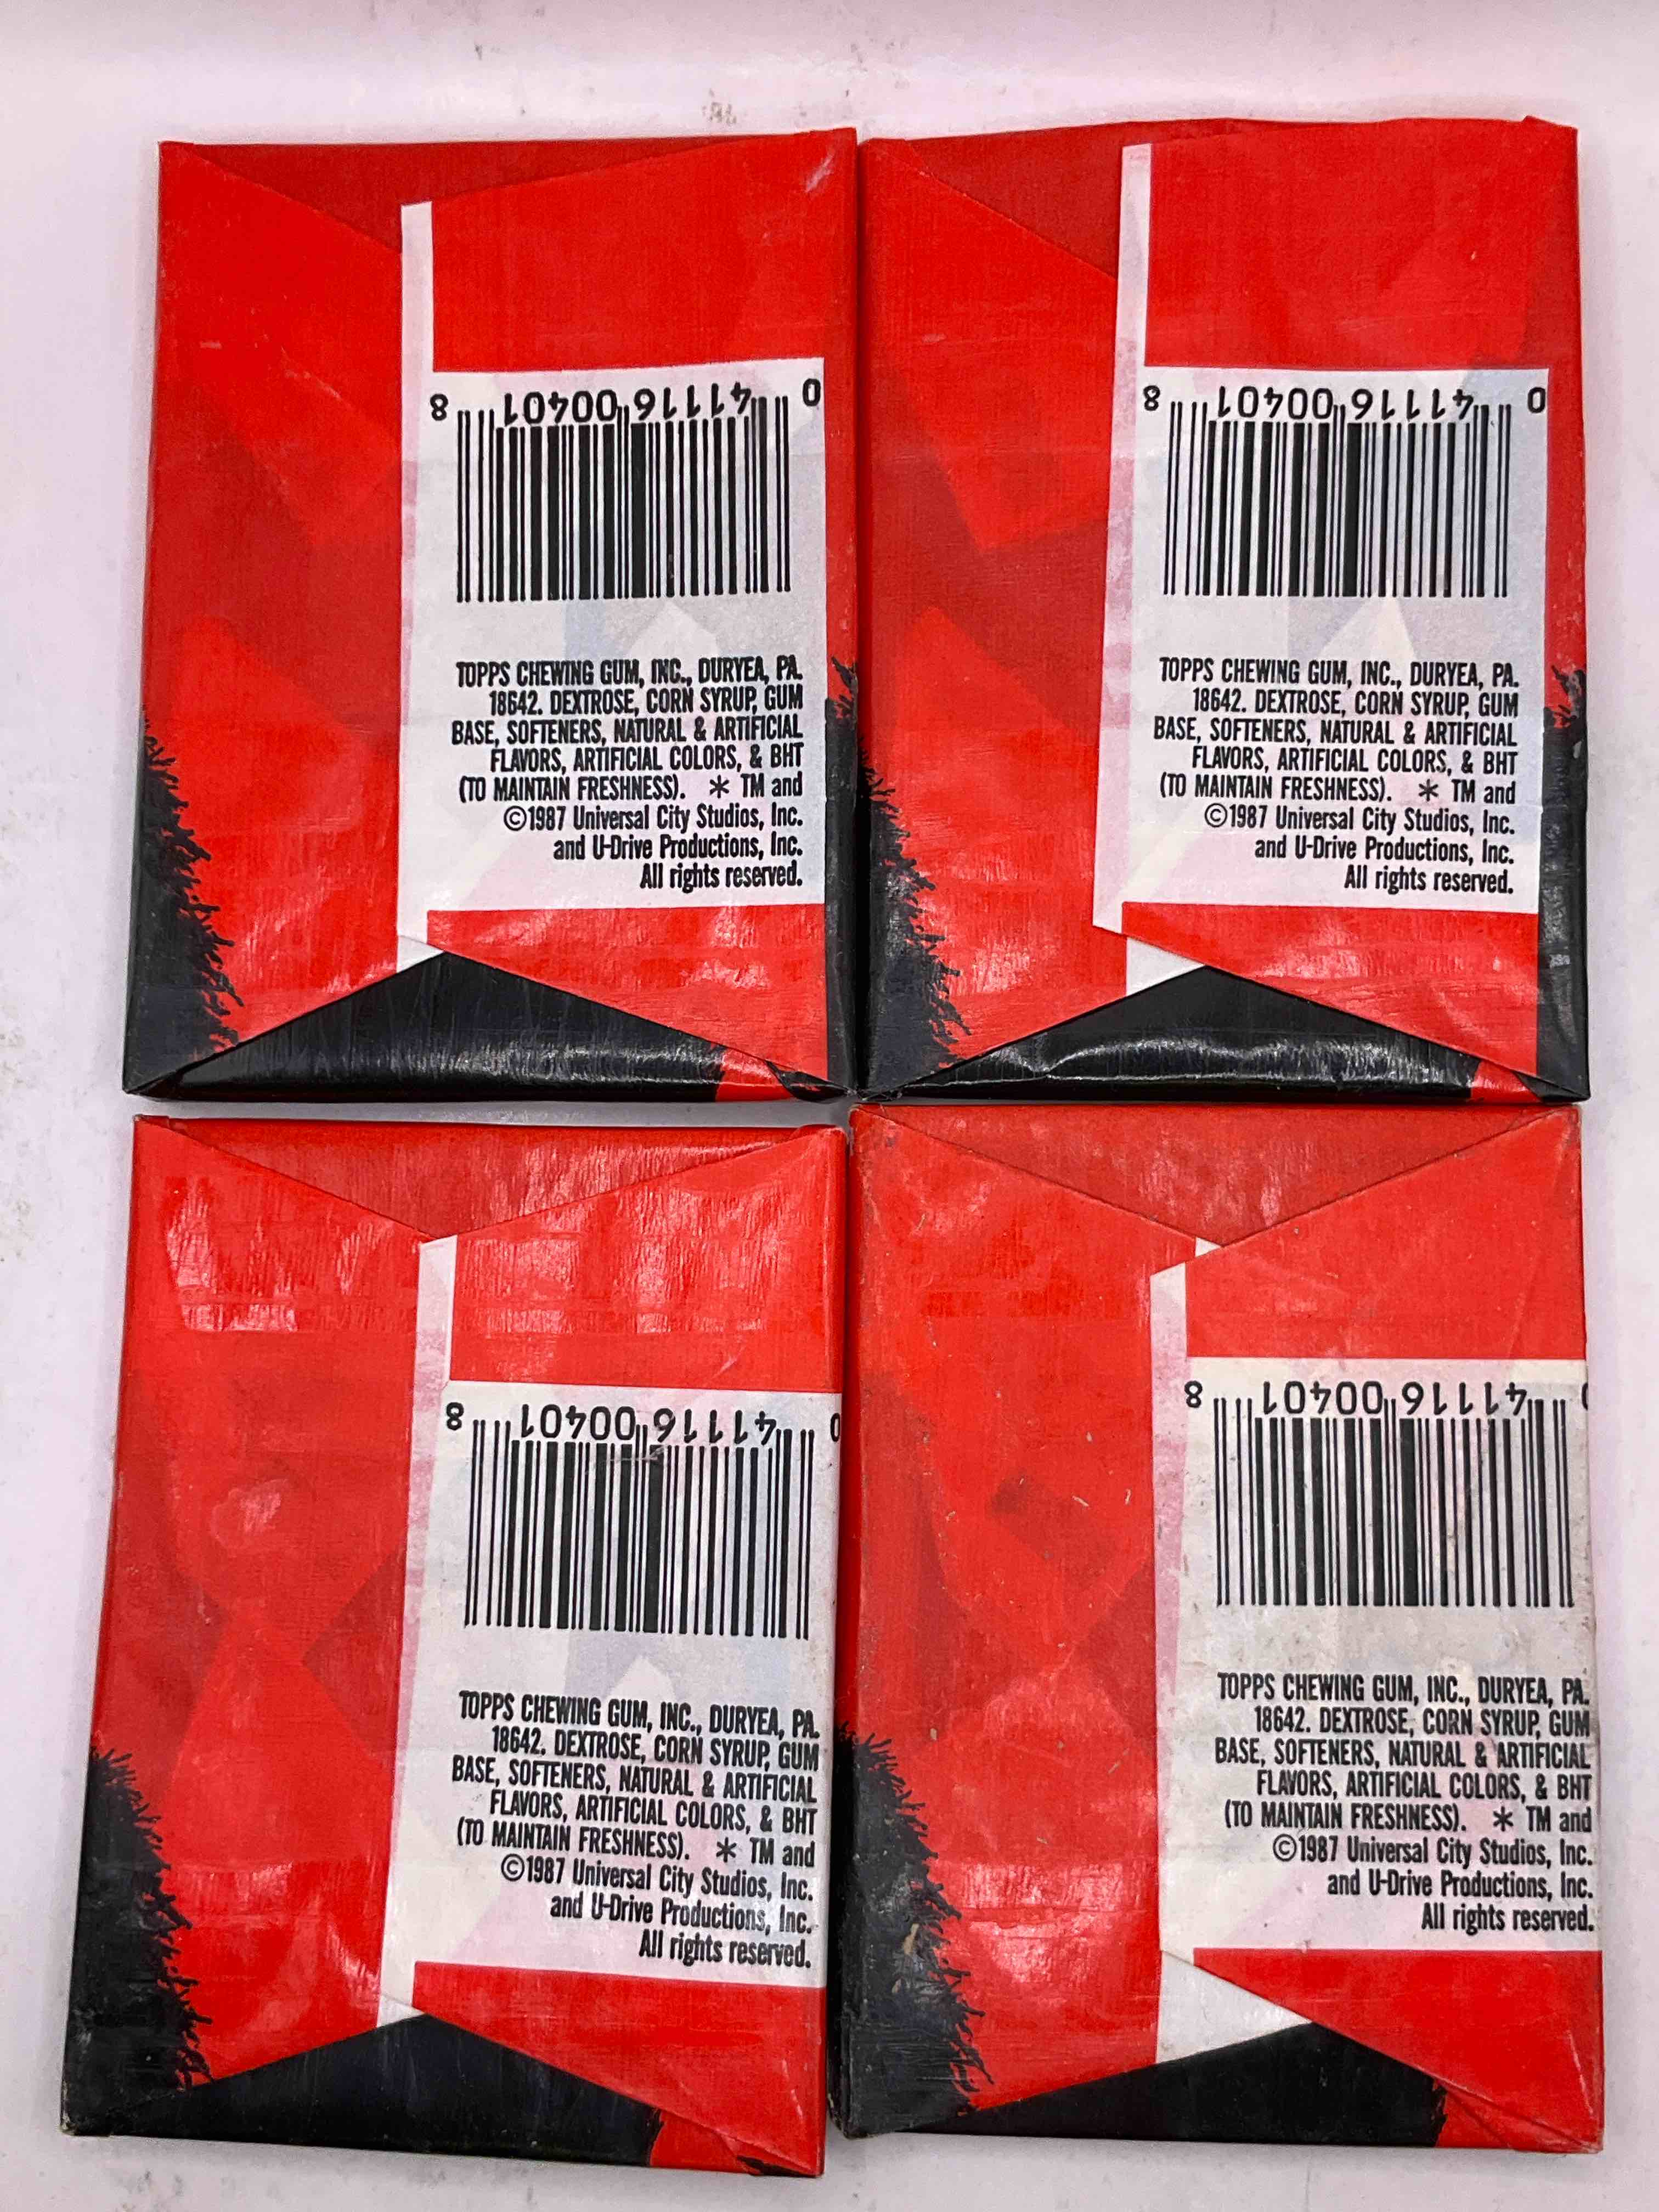 0 41116 00401 8
TOPPS CHEWING GUM, INC., DURYEA, PA.
18642. DEXTROSE, CORN SYRUP, GUM
BASE, SOFTENERS, NATURAL & ARTIFICIAL
FLAVORS, ARTIFICIAL COLORS, & BHT
(TO MAINTAIN FRESHNESS). * TM and
©1987 Universal City Studios, Inc.
and U-Drive Productions, Inc.
All rights reserved.
0 41116 00401 8
TOPPS CHEWING GUM, INC., DURYEA, PA.
18642. DEXTROSE, CORN SYRUP, GUM
BASE, SOFTENERS, NATURAL & ARTIFICIAL
FLAVORS, ARTIFICIAL COLORS, & BHT
(TO MAINTAIN FRESHNESS). * TM and
©1987 Universal City Studios, Inc.
and U-Drive Productions, Inc.
All rights reserved.
0 41116 00401 8
TOPPS CHEWING GUM, INC., DURYEA, PA.
18642. DEXTROSE, CORN SYRUP, GUM
BASE, SOFTENERS, NATURAL & ARTIFICIAL
FLAVORS, ARTIFICIAL COLORS, & BHT
(TO MAINTAIN FRESHNESS). * TM and
©1987 Universal City Studios, Inc.
and U-Drive Productions, Inc.
All rights reserved.
0 41116 00401 8
TOPPS CHEWING GUM, INC., DURYEA, PA.
18642. DEXTROSE, CORN SYRUP, GUM
BASE, SOFTENERS, NATURAL & ARTIFICIAL
FLAVORS, ARTIFICIAL COLORS, & BHT
(TO MAINTAIN FRESHNESS). * TM and
©1987 Universal City Studios, Inc.
and U-Drive Productions, Inc.
All rights reserved.